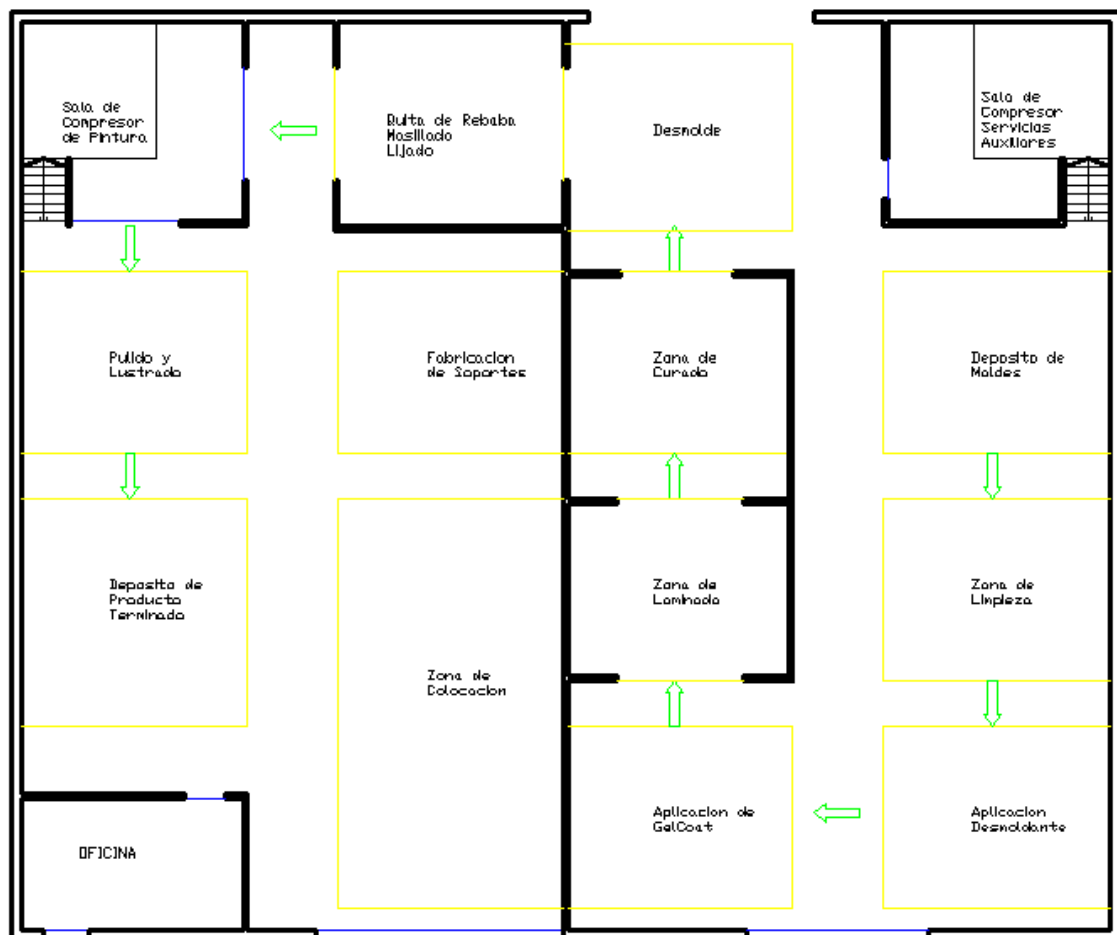 Sala de
Compresor
de Pintura
Quita de Rebaba
Masillado
Lijado
Desmolde
Sala de
Compresor
Servicias
Auxiliares
Pulido y
Lustrado
Fabricacion
de Soportes
Zona de
Curado
Deposito de
Moldes
Deposito de
Producto
Terminado
Zona de
Colocacion
Zona de
Laminado
Zona de
Limpieza
Aplicacion de
GelCoat
Aplicacion
Desmoldante
OFICINA